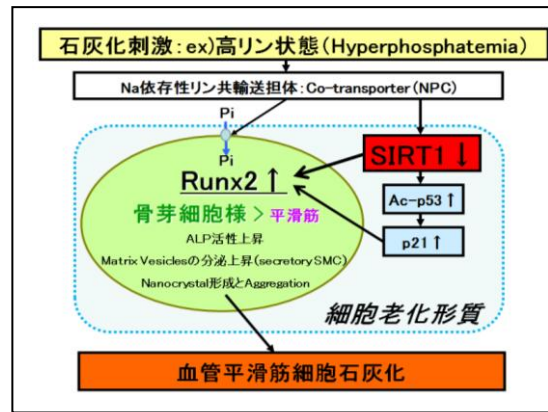 石灰化刺激:ex)高リン状態(Hyperphosphatemia)
Na依存性リン共輸送担体:Co-transporter(NPC)
Pi
Pi
SIRT1↓
Runx2↑
Ac-p53↑
骨芽細胞様 > 平滑筋
ALP活性上昇
p21↑
Matrix Vesiclesの分泌上昇(secretory SMC)
Nanocrystal形成とAggregation
細胞老化形質
血管平滑筋細胞石灰化